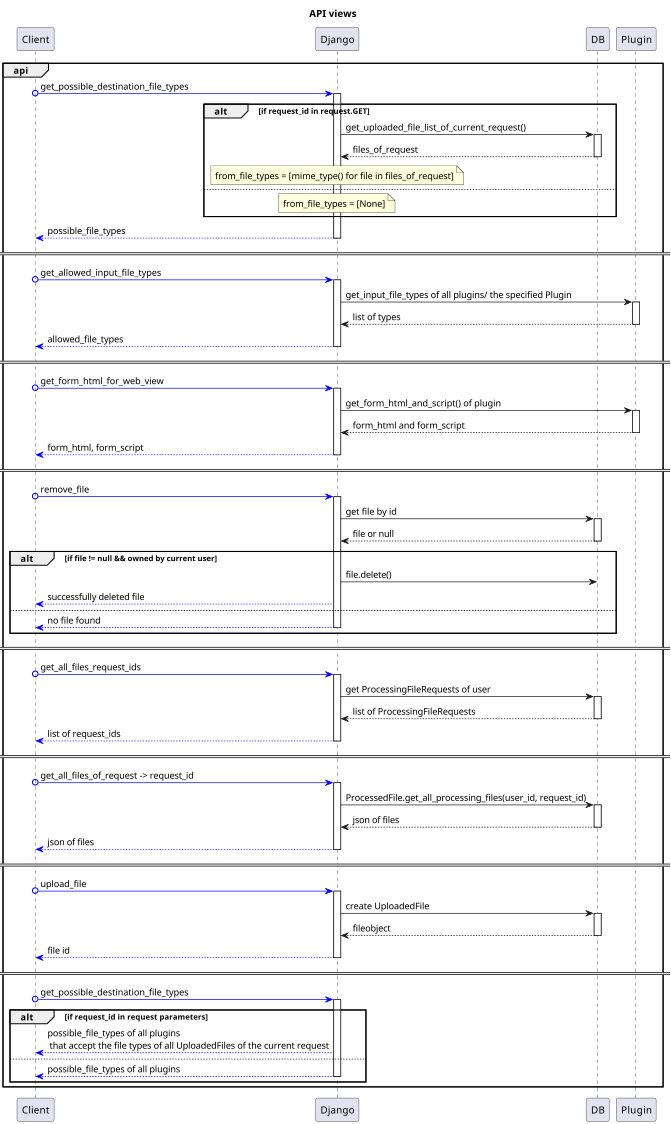 API views
Client
Django
DB
Plugin
api
get_possible_destination_file_types
alt
[if request_id in request.GET]
get_uploaded_file_list_of_current_request()
files_of_request
from_file_types = [mime_type() for file in files_of_request]
from_file_types = [None]
possible_file_types
get_allowed_input_file_types
get_input_file_types of all plugins/ the specified Plugin
list of types
allowed_file_types
get_form_html_for_web_view
get_form_html_and_script() of plugin
form_html and form_script
form_html, form_script
remove_file
get file by id
file or null
alt
[if file != null && owned by current user]
file.delete()
successfully deleted file
no file found
get_all_files_request_ids
get ProcessingFileRequests of user
list of ProcessingFileRequests
list of request_ids
get_all_files_of_request -> request_id
ProcessedFile.get_all_processing_files(user_id, request_id)
json of files
json of files
upload_file
create UploadedFile
fileobject
file id
get_possible_destination_file_types
alt
[if request_id in request parameters]
possible_file_types of all plugins
that accept the file types of all UploadedFiles of the current request
possible_file_types of all plugins
Client
Django
DB
Plugin